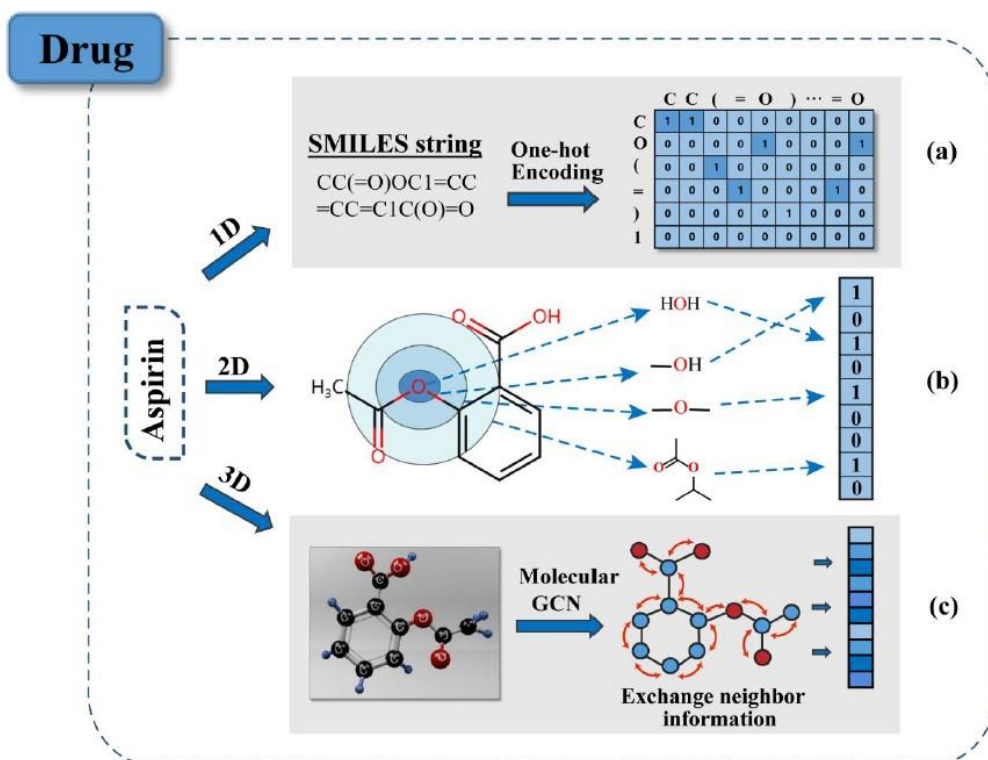 Drug
SMILES string
CC(=O)OC1=CC
=CC=C1C(O)=O
One-hot
Encoding
C C ( = O ) ... = O
C 1 1 0 0 0 0 0 0 0
O 0 0 0 0 1 0 0 0 1
( 0 0 1 0 0 0 0 0 0
= 0 0 0 1 0 0 0 1 0
) 0 0 0 0 0 1 0 0 0
1 0 0 0 0 0 0 0 0 0
(a)
1D
Aspirin
2D
3D
O
OH
H₃C
O
O
HOH
OH
O
O
O
1
0
1
0
1
0
0
1
0
(b)
Molecular
GCN
Exchange neighbor
information
(c)